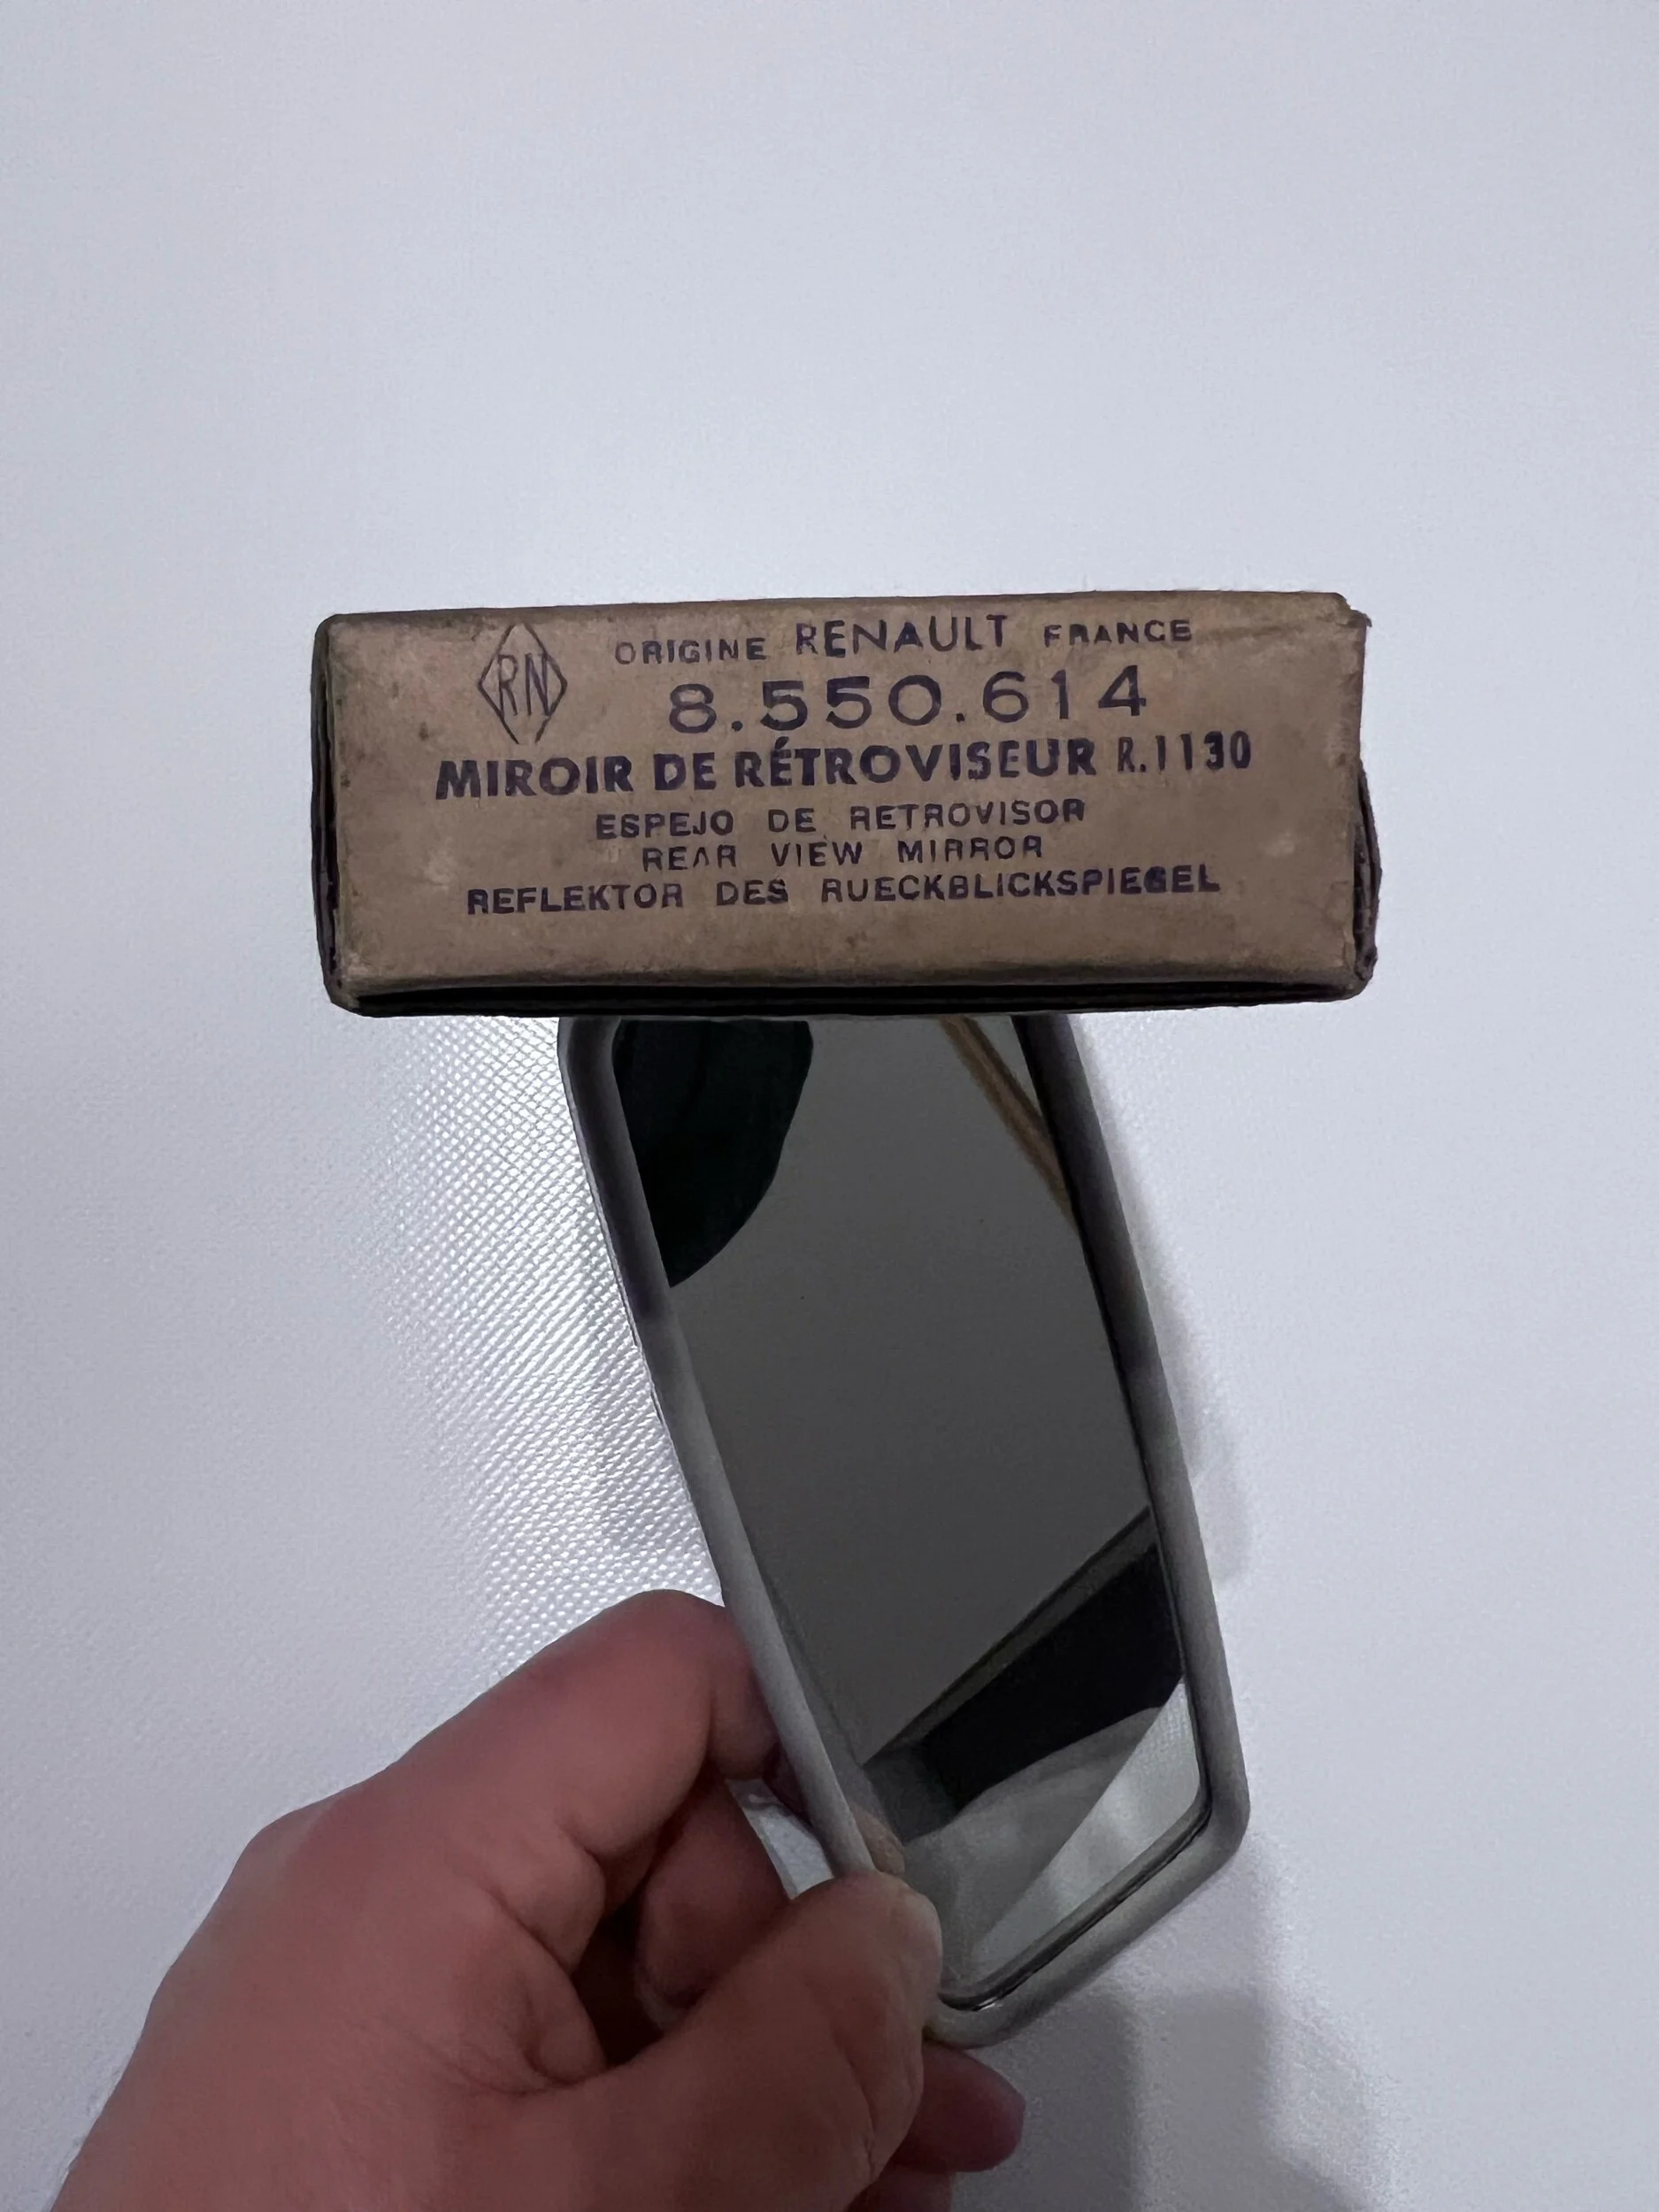 RN
ORIGINE RENAULT FRANCE
8.550.614
MIROIR DE RÉTROVISEUR R.1130
ESPEJO DE RETROVISOR
REAR VIEW MIRROR
REFLEKTOR DES RUECKBLICKSPIEGEL